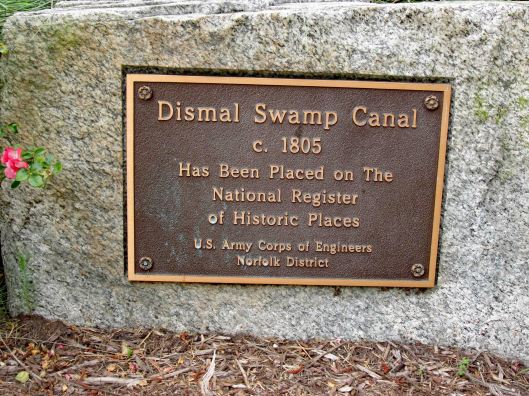 Dismal Swamp Canal
c. 1805
Has Been Placed on The
National Register
of Historic Places
U.S. Army Corps of Engineers
Norfolk District